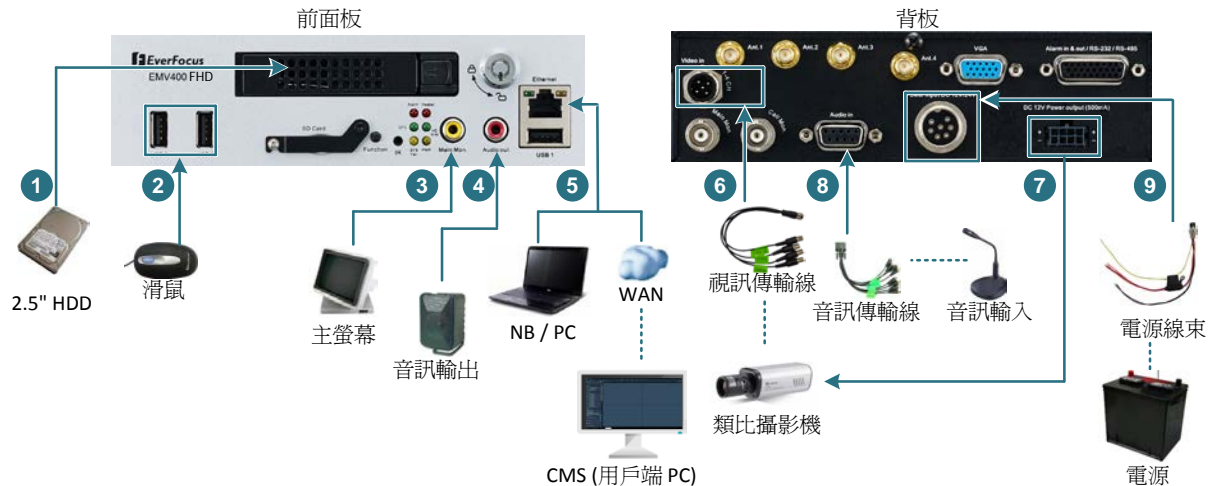 前面板
背板
EverFocus
EMV400 FHD
SD Card
Function
Main Mon.
Audio out
Ethernet
USB 1
Video in
Ant.1
Ant.2
Ant.3
Ant.4
VGA
Alarm in & out / RS-232 / RS-485
Main Mon.
Call Mon.
Audio in
DC 12V Power output (500mA)
1
2
3
4
5
6
8
7
9
2.5" HDD
滑鼠
主螢幕
音訊輸出
NB / PC
WAN
CMS (用戶端 PC)
視訊傳輸線
類比攝影機
音訊傳輸線
音訊輸入
電源線束
電源